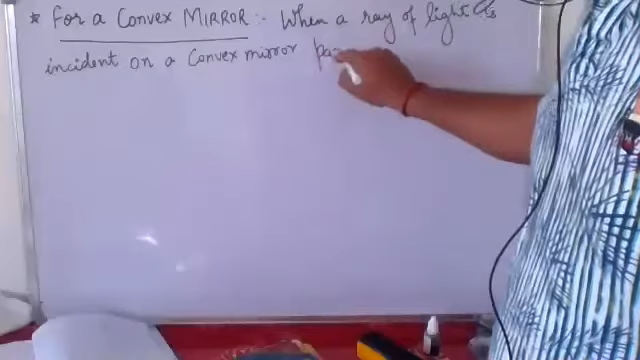 * For a Convex MIRROR :- When a ray of light is
incident on a Convex mirror pa